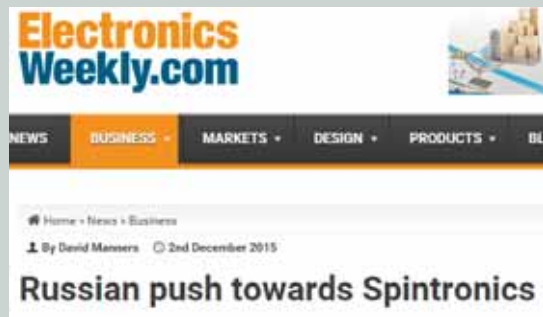 Electronics
Weekly.com
NEWS BUSINESS MARKETS DESIGN PRODUCTS BL
Home » News » Business
By David Manners 2nd December 2015
Russian push towards Spintronics